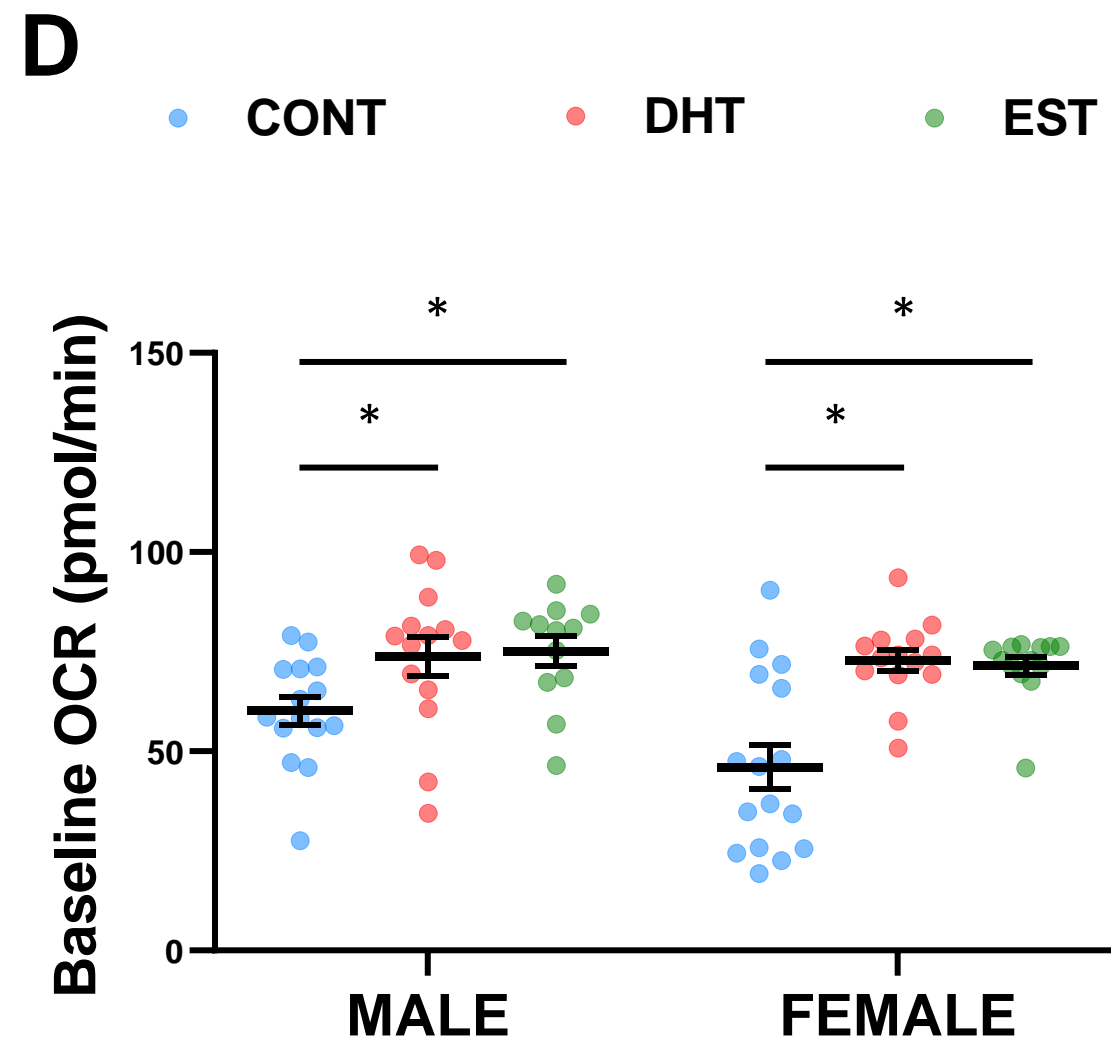 D
CONT DHT EST
* *
150
* *
100
50
0
Baseline OCR (pmol/min)
MALE FEMALE